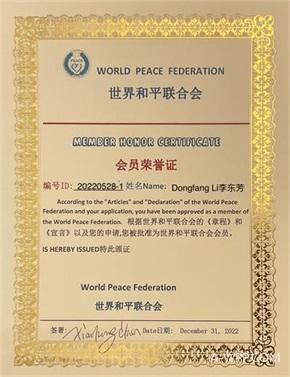 PEACE
WORLD PEACE FEDERATION
世界和平联合会
MEMBER HONOR CERTIFICATE
会员荣誉证
编号ID: 20220528-1 姓名Name: Dongfang Li李东芳
According to the "Articles" and "Declaration" of the World Peace
Federation and your application, you have been approved as a member of
the World Peace Federation. 根据世界和平联合会的《章程》和
《宣言》以及您的申请,您被批准为世界和平联合会会员。
IS HEREBY ISSUED特此颁证
World Peace Federation
世界和平联合会
签署: Date日期: December 31, 2022